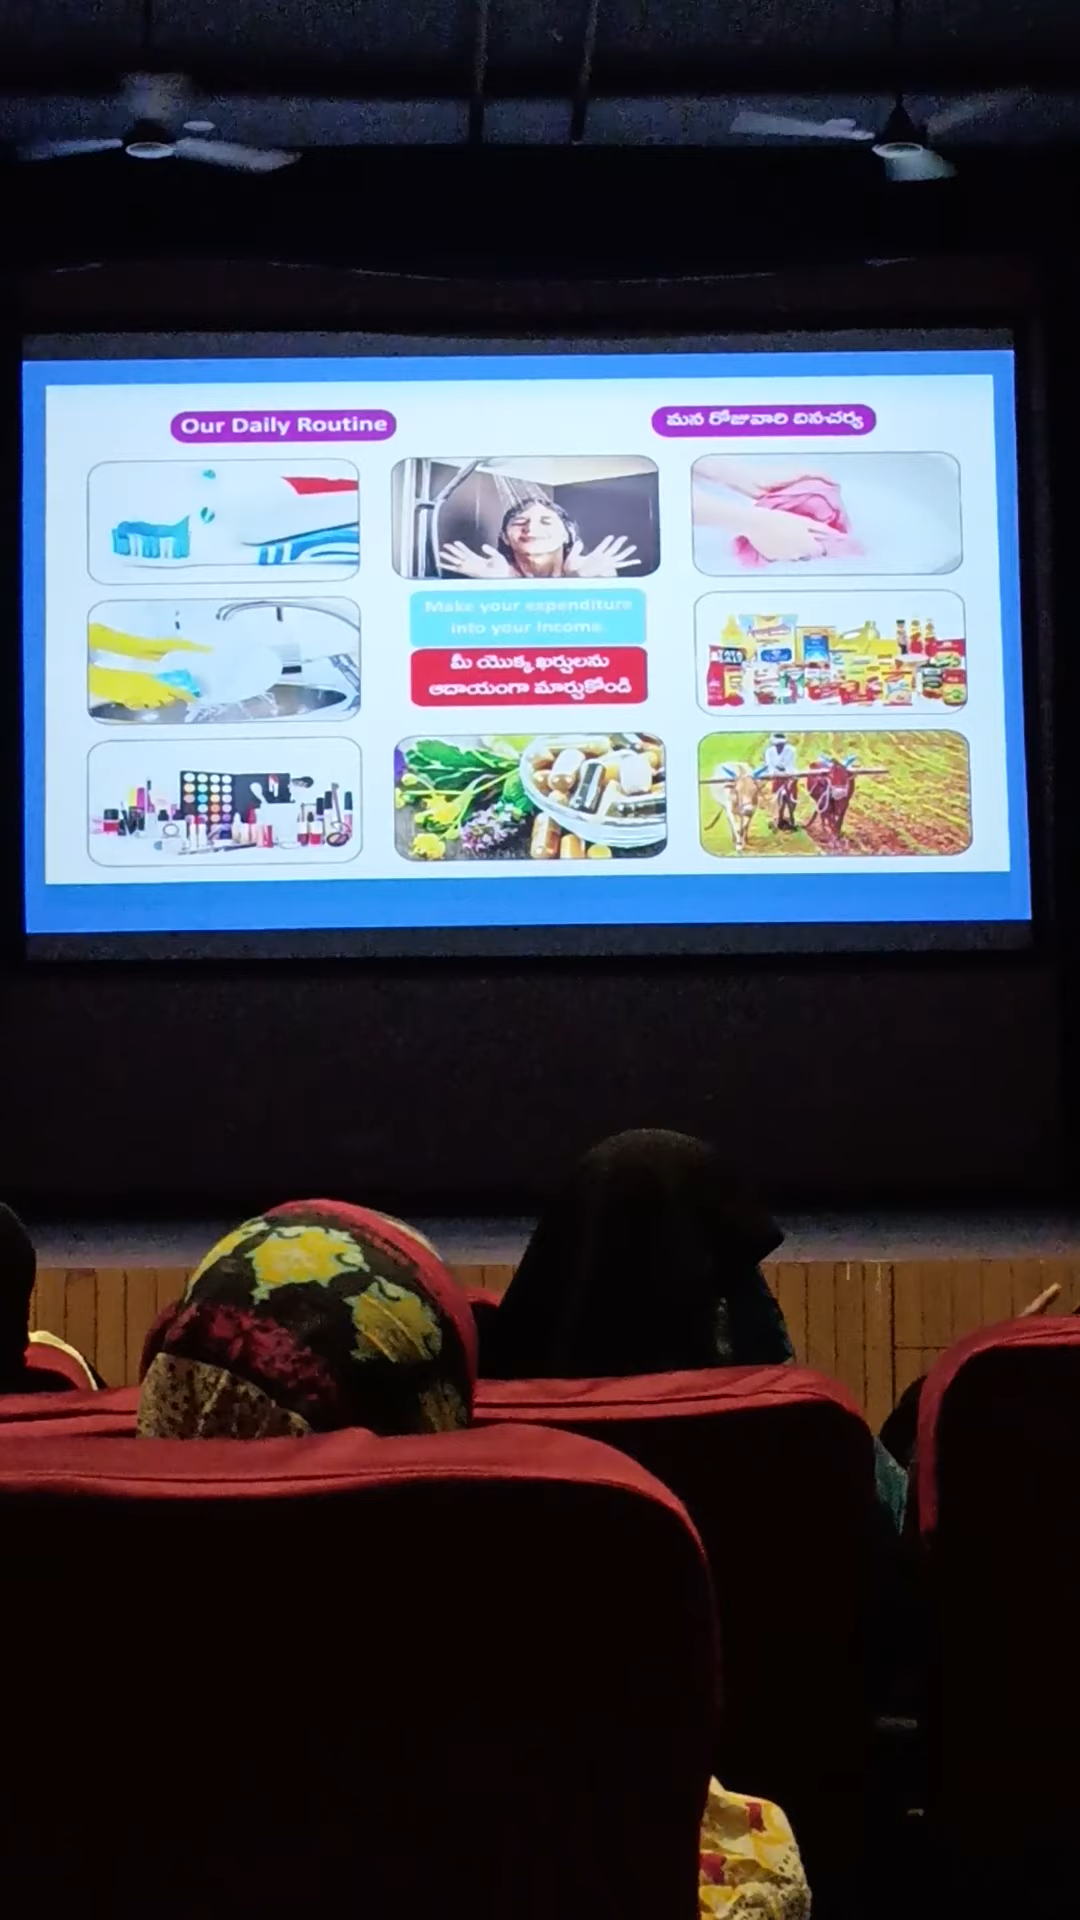 Our Daily Routine
మన రోజువారి దినచర్య
Make your expenditure
into your Income
మీ యొక్క ఖర్చులను
ఆదాయంగా మార్చుకోండి